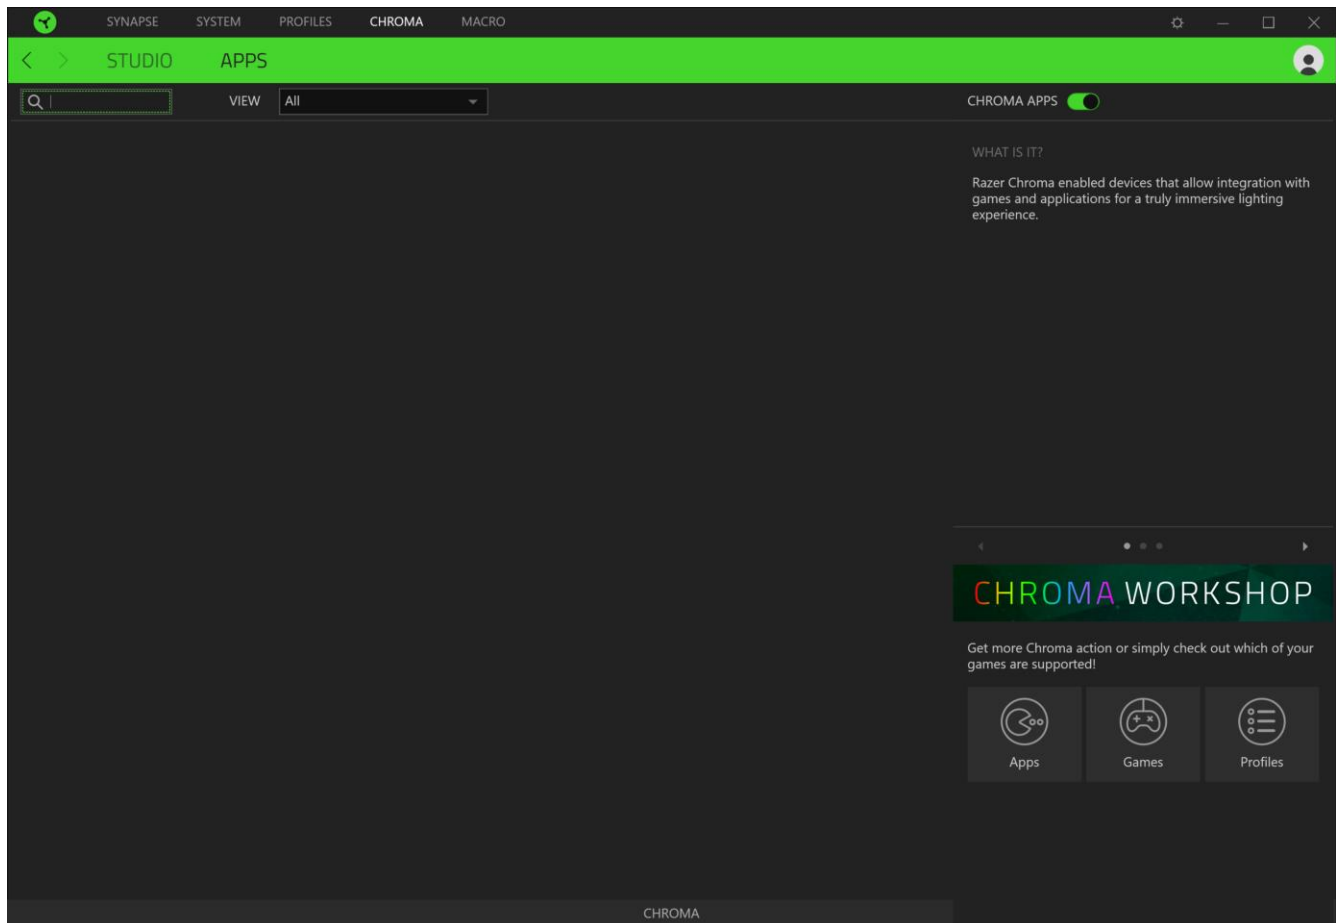 SYNAPSE SYSTEM PROFILES CHROMA MACRO
STUDIO APPS
VIEW All CHROMA APPS
WHAT IS IT?
Razer Chroma enabled devices that allow integration with
games and applications for a truly immersive lighting
experience.
CHROMA WORKSHOP
Get more Chroma action or simply check out which of your
games are supported!
Apps Games Profiles
CHROMA